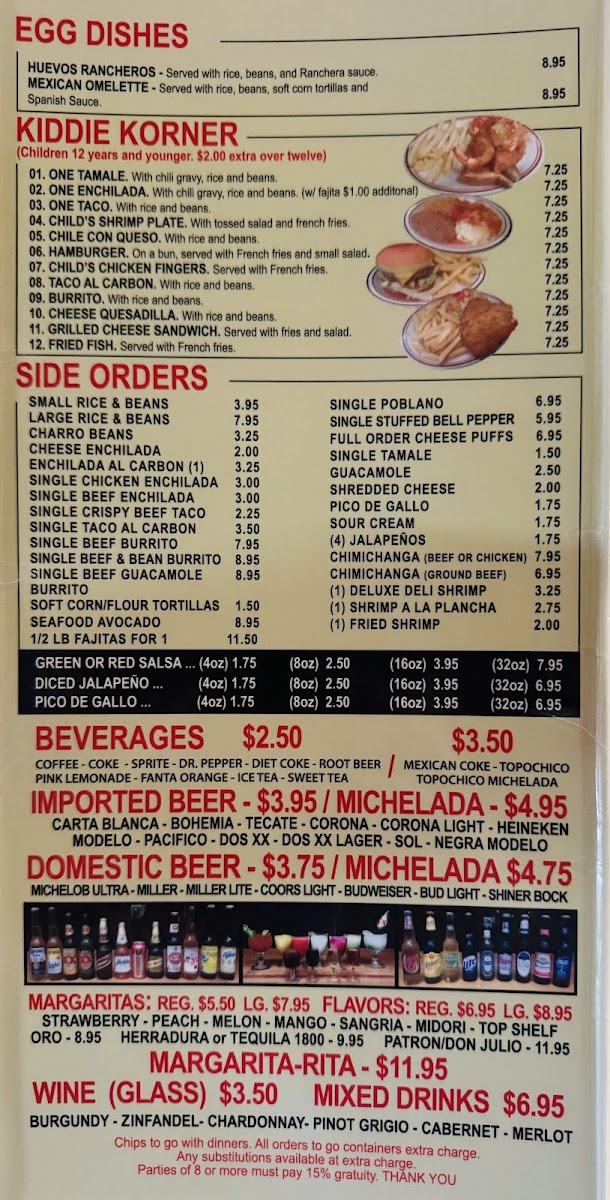 EGG DISHES
HUEVOS RANCHEROS - Served with rice, beans, and Ranchera sauce. 8.95
MEXICAN OMELETTE - Served with rice, beans, soft corn tortillas and 8.95
Spanish Sauce.
KIDDIE KORNER
(Children 12 years and younger. $2.00 extra over twelve)
01. ONE TAMALE. With chili gravy, rice and beans. 7.25
02. ONE ENCHILADA. With chili gravy, rice and beans. (w/ fajita $1.00 additonal) 7.25
03. ONE TACO. With rice and beans. 7.25
04. CHILD'S SHRIMP PLATE. With tossed salad and french fries. 7.25
05. CHILE CON QUESO. With rice and beans. 7.25
06. HAMBURGER. On a bun, served with French fries and small salad. 7.25
07. CHILD'S CHICKEN FINGERS. Served with French fries. 7.25
08. TACO AL CARBON. With rice and beans. 7.25
09. BURRITO. With rice and beans. 7.25
10. CHEESE QUESADILLA. With rice and beans. 7.25
11. GRILLED CHEESE SANDWICH. Served with fries and salad. 7.25
12. FRIED FISH. Served with French fries. 7.25
SIDE ORDERS
SMALL RICE & BEANS 3.95
LARGE RICE & BEANS 7.95
CHARRO BEANS 3.25
CHEESE ENCHILADA 2.00
ENCHILADA AL CARBON (1) 3.25
SINGLE CHICKEN ENCHILADA 3.00
SINGLE BEEF ENCHILADA 3.00
SINGLE CRISPY BEEF TACO 2.25
SINGLE TACO AL CARBON 3.50
SINGLE BEEF BURRITO 7.95
SINGLE BEEF & BEAN BURRITO 8.95
SINGLE BEEF GUACAMOLE 8.95
BURRITO
SOFT CORN/FLOUR TORTILLAS 1.50
SEAFOOD AVOCADO 8.95
1/2 LB FAJITAS FOR 1 11.50
SINGLE POBLANO 6.95
SINGLE STUFFED BELL PEPPER 5.95
FULL ORDER CHEESE PUFFS 6.95
SINGLE TAMALE 1.50
GUACAMOLE 2.50
SHREDDED CHEESE 2.00
PICO DE GALLO 1.75
SOUR CREAM 1.75
(4) JALAPEÑOS 1.75
CHIMICHANGA (BEEF OR CHICKEN) 7.95
CHIMICHANGA (GROUND BEEF) 6.95
(1) DELUXE DELI SHRIMP 3.25
(1) SHRIMP A LA PLANCHA 2.75
(1) FRIED SHRIMP 2.00
GREEN OR RED SALSA ... (4oz) 1.75 (8oz) 2.50 (16oz) 3.95 (32oz) 7.95
DICED JALAPEÑO ... (4oz) 1.75 (8oz) 2.50 (16oz) 3.95 (32oz) 6.95
PICO DE GALLO ... (4oz) 1.75 (8oz) 2.50 (16oz) 3.95 (32oz) 6.95
BEVERAGES $2.50 $3.50
COFFEE - COKE - SPRITE - DR. PEPPER - DIET COKE - ROOT BEER / MEXICAN COKE - TOPOCHICO
PINK LEMONADE - FANTA ORANGE - ICE TEA - SWEET TEA TOPOCHICO MICHELADA
IMPORTED BEER - $3.95 / MICHELADA - $4.95
CARTA BLANCA - BOHEMIA - TECATE - CORONA - CORONA LIGHT - HEINEKEN
MODELO - PACIFICO - DOS XX - DOS XX LAGER - SOL - NEGRA MODELO
DOMESTIC BEER - $3.75 / MICHELADA $4.75
MICHELOB ULTRA - MILLER - MILLER LITE - COORS LIGHT - BUDWEISER - BUD LIGHT - SHINER BOCK
MARGARITAS: REG. $5.50 LG. $7.95 FLAVORS: REG. $6.95 LG. $8.95
STRAWBERRY - PEACH - MELON - MANGO - SANGRIA - MIDORI - TOP SHELF
ORO - 8.95 HERRADURA or TEQUILA 1800 - 9.95 PATRON/DON JULIO - 11.95
MARGARITA-RITA - $11.95
WINE (GLASS) $3.50 MIXED DRINKS $6.95
BURGUNDY - ZINFANDEL- CHARDONNAY- PINOT GRIGIO - CABERNET - MERLOT
Chips to go with dinners. All orders to go containers extra charge.
Any substitutions available at extra charge.
Parties of 8 or more must pay 15% gratuity. THANK YOU